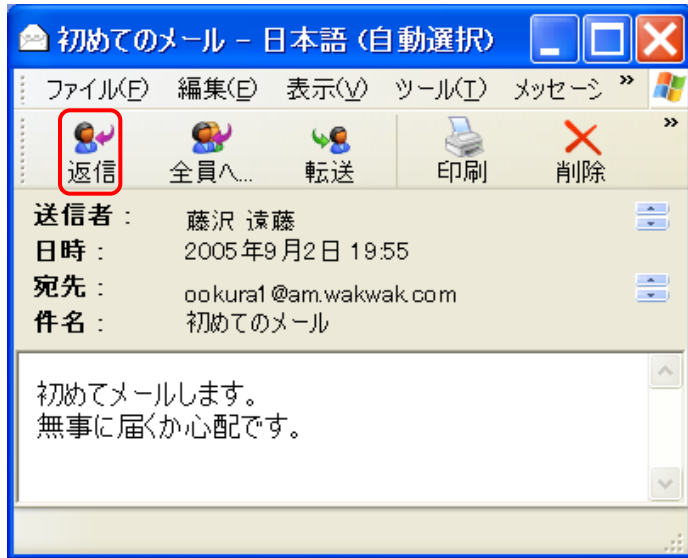 初めてのメール － 日本語 (自動選択)
ファイル(F) 編集(E) 表示(V) ツール(T) メッセージ »
返信 全員へ... 転送 印刷 削除 »
送信者： 藤沢 遠藤
日時： 2005年9月2日 19:55
宛先： ookura1@am.wakwak.com
件名： 初めてのメール
初めてメールします。
無事に届くか心配です。